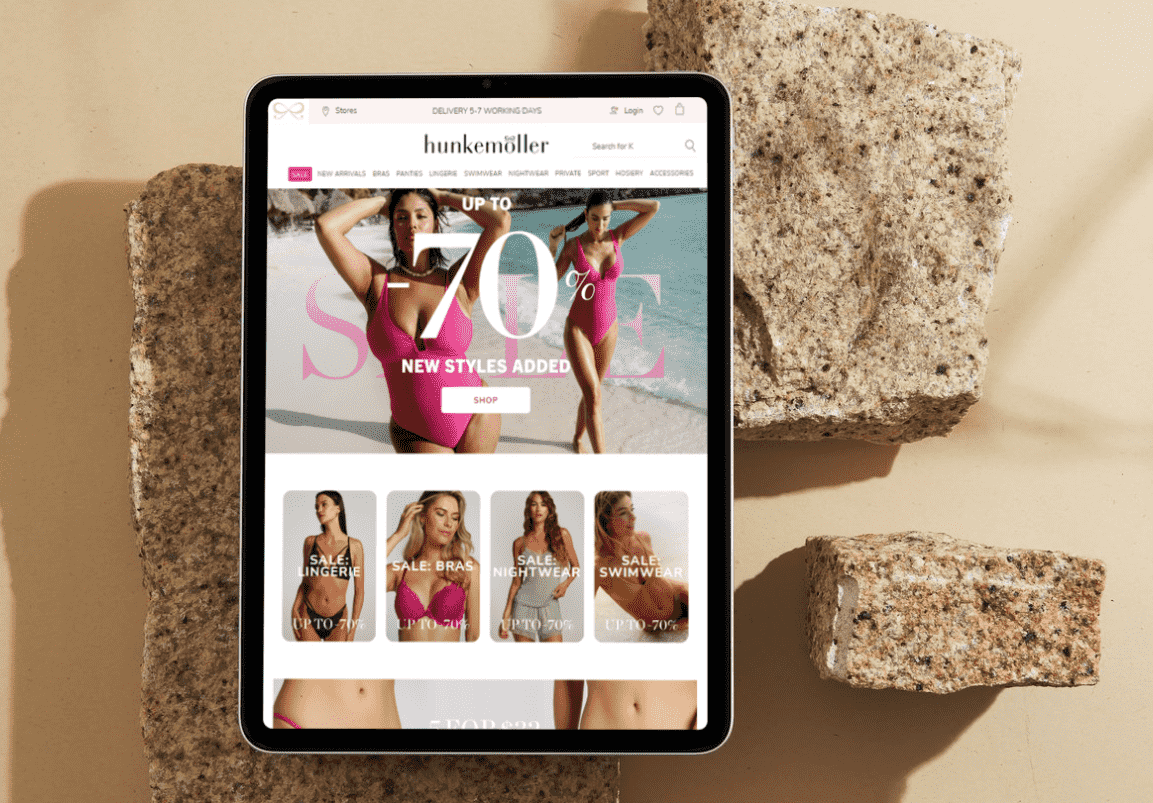 Stores
DELIVERY 5-7 WORKING DAYS
Login
hunkemöller
Search for K
SALE
NEW ARRIVALS
BRAS
PANTIES
LINGERIE
SWIMWEAR
NIGHTWEAR
PRIVATE
SPORT
HOSIERY
ACCESSORIES
UP TO
-70%
SALE
NEW STYLES ADDED
SHOP
SALE:
LINGERIE
UP TO -70%
SALE: BRAS
UP TO -70%
SALE:
NIGHTWEAR
UP TO -70%
SALE:
SWIMWEAR
UP TO -70%
FOR